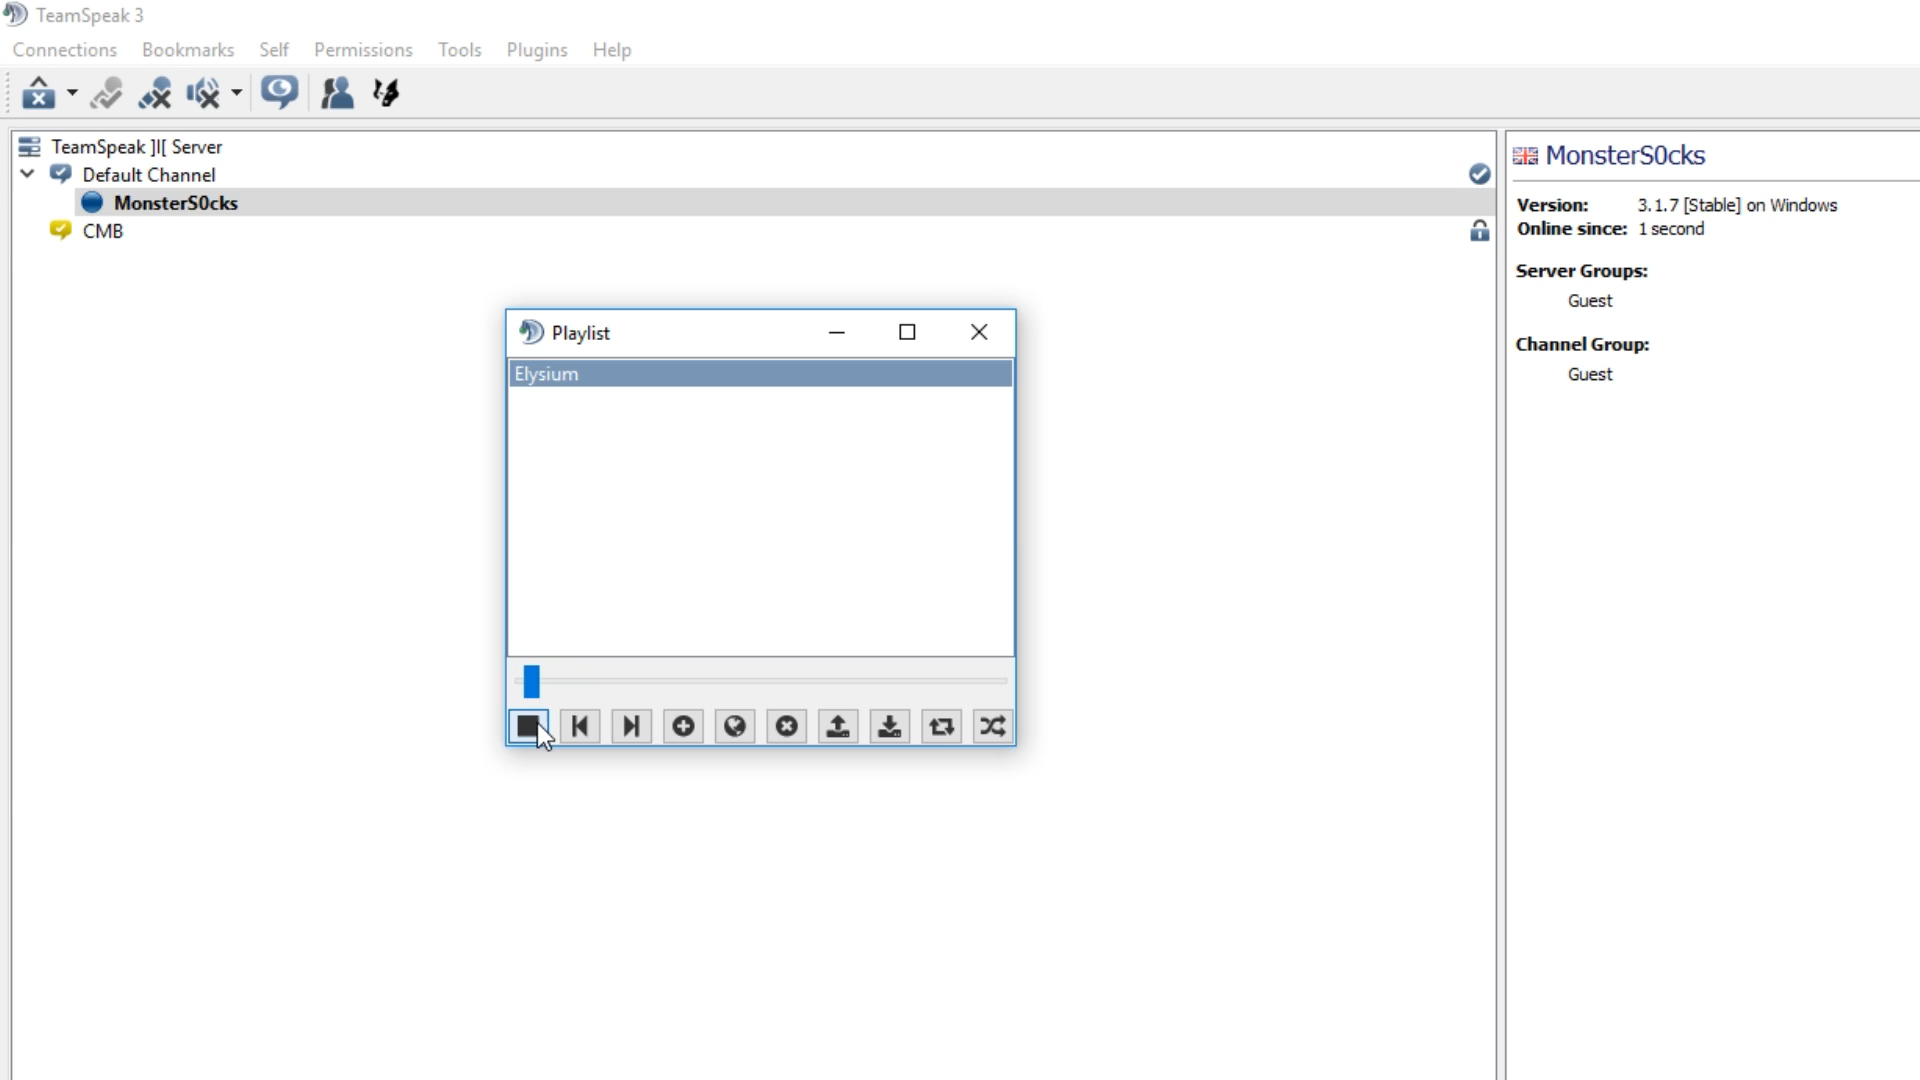 TeamSpeak 3
Connections Bookmarks Self Permissions Tools Plugins Help
TeamSpeak ]I[ Server
Default Channel
MonsterS0cks
CMB
MonsterS0cks
Version: 3.1.7 [Stable] on Windows
Online since: 1 second
Server Groups:
Guest
Channel Group:
Guest
Playlist
Elysium